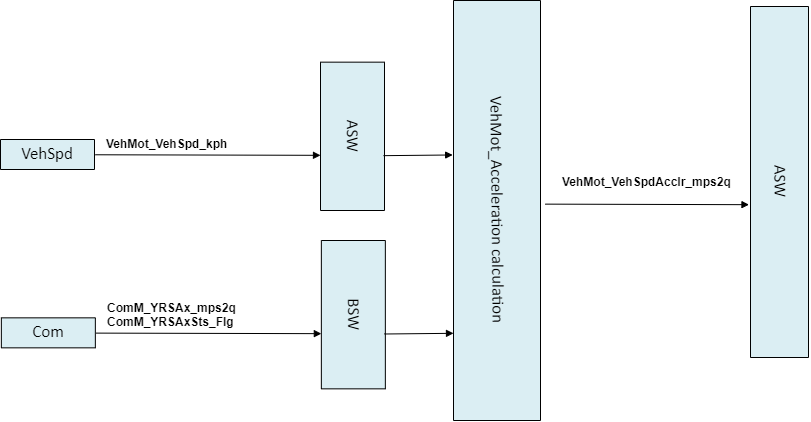 VehSpd
VehMot_VehSpd_kph
ASW
Com
ComM_YRSAx_mps2q
ComM_YRSAxSts_Flg
BSW
VehMot_Acceleration calculation
VehMot_VehSpdAcclr_mps2q
ASW